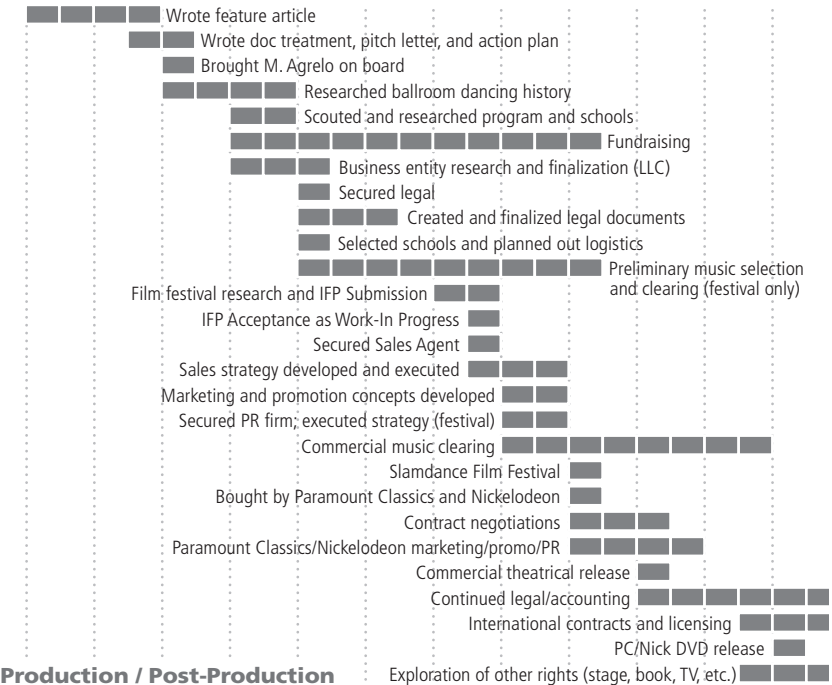 Wrote feature article
Wrote doc treatment, pitch letter, and action plan
Brought M. Agrelo on board
Researched ballroom dancing history
Scouted and researched program and schools
Fundraising
Business entity research and finalization (LLC)
Secured legal
Created and finalized legal documents
Selected schools and planned out logistics
Preliminary music selection
and clearing (festival only)
Film festival research and IFP Submission
IFP Acceptance as Work-In Progress
Secured Sales Agent
Sales strategy developed and executed
Marketing and promotion concepts developed
Secured PR firm; executed strategy (festival)
Commercial music clearing
Slamdance Film Festival
Bought by Paramount Classics and Nickelodeon
Contract negotiations
Paramount Classics/Nickelodeon marketing/promo/PR
Commercial theatrical release
Continued legal/accounting
International contracts and licensing
PC/Nick DVD release
Exploration of other rights (stage, book, TV, etc.)
Production / Post-Production